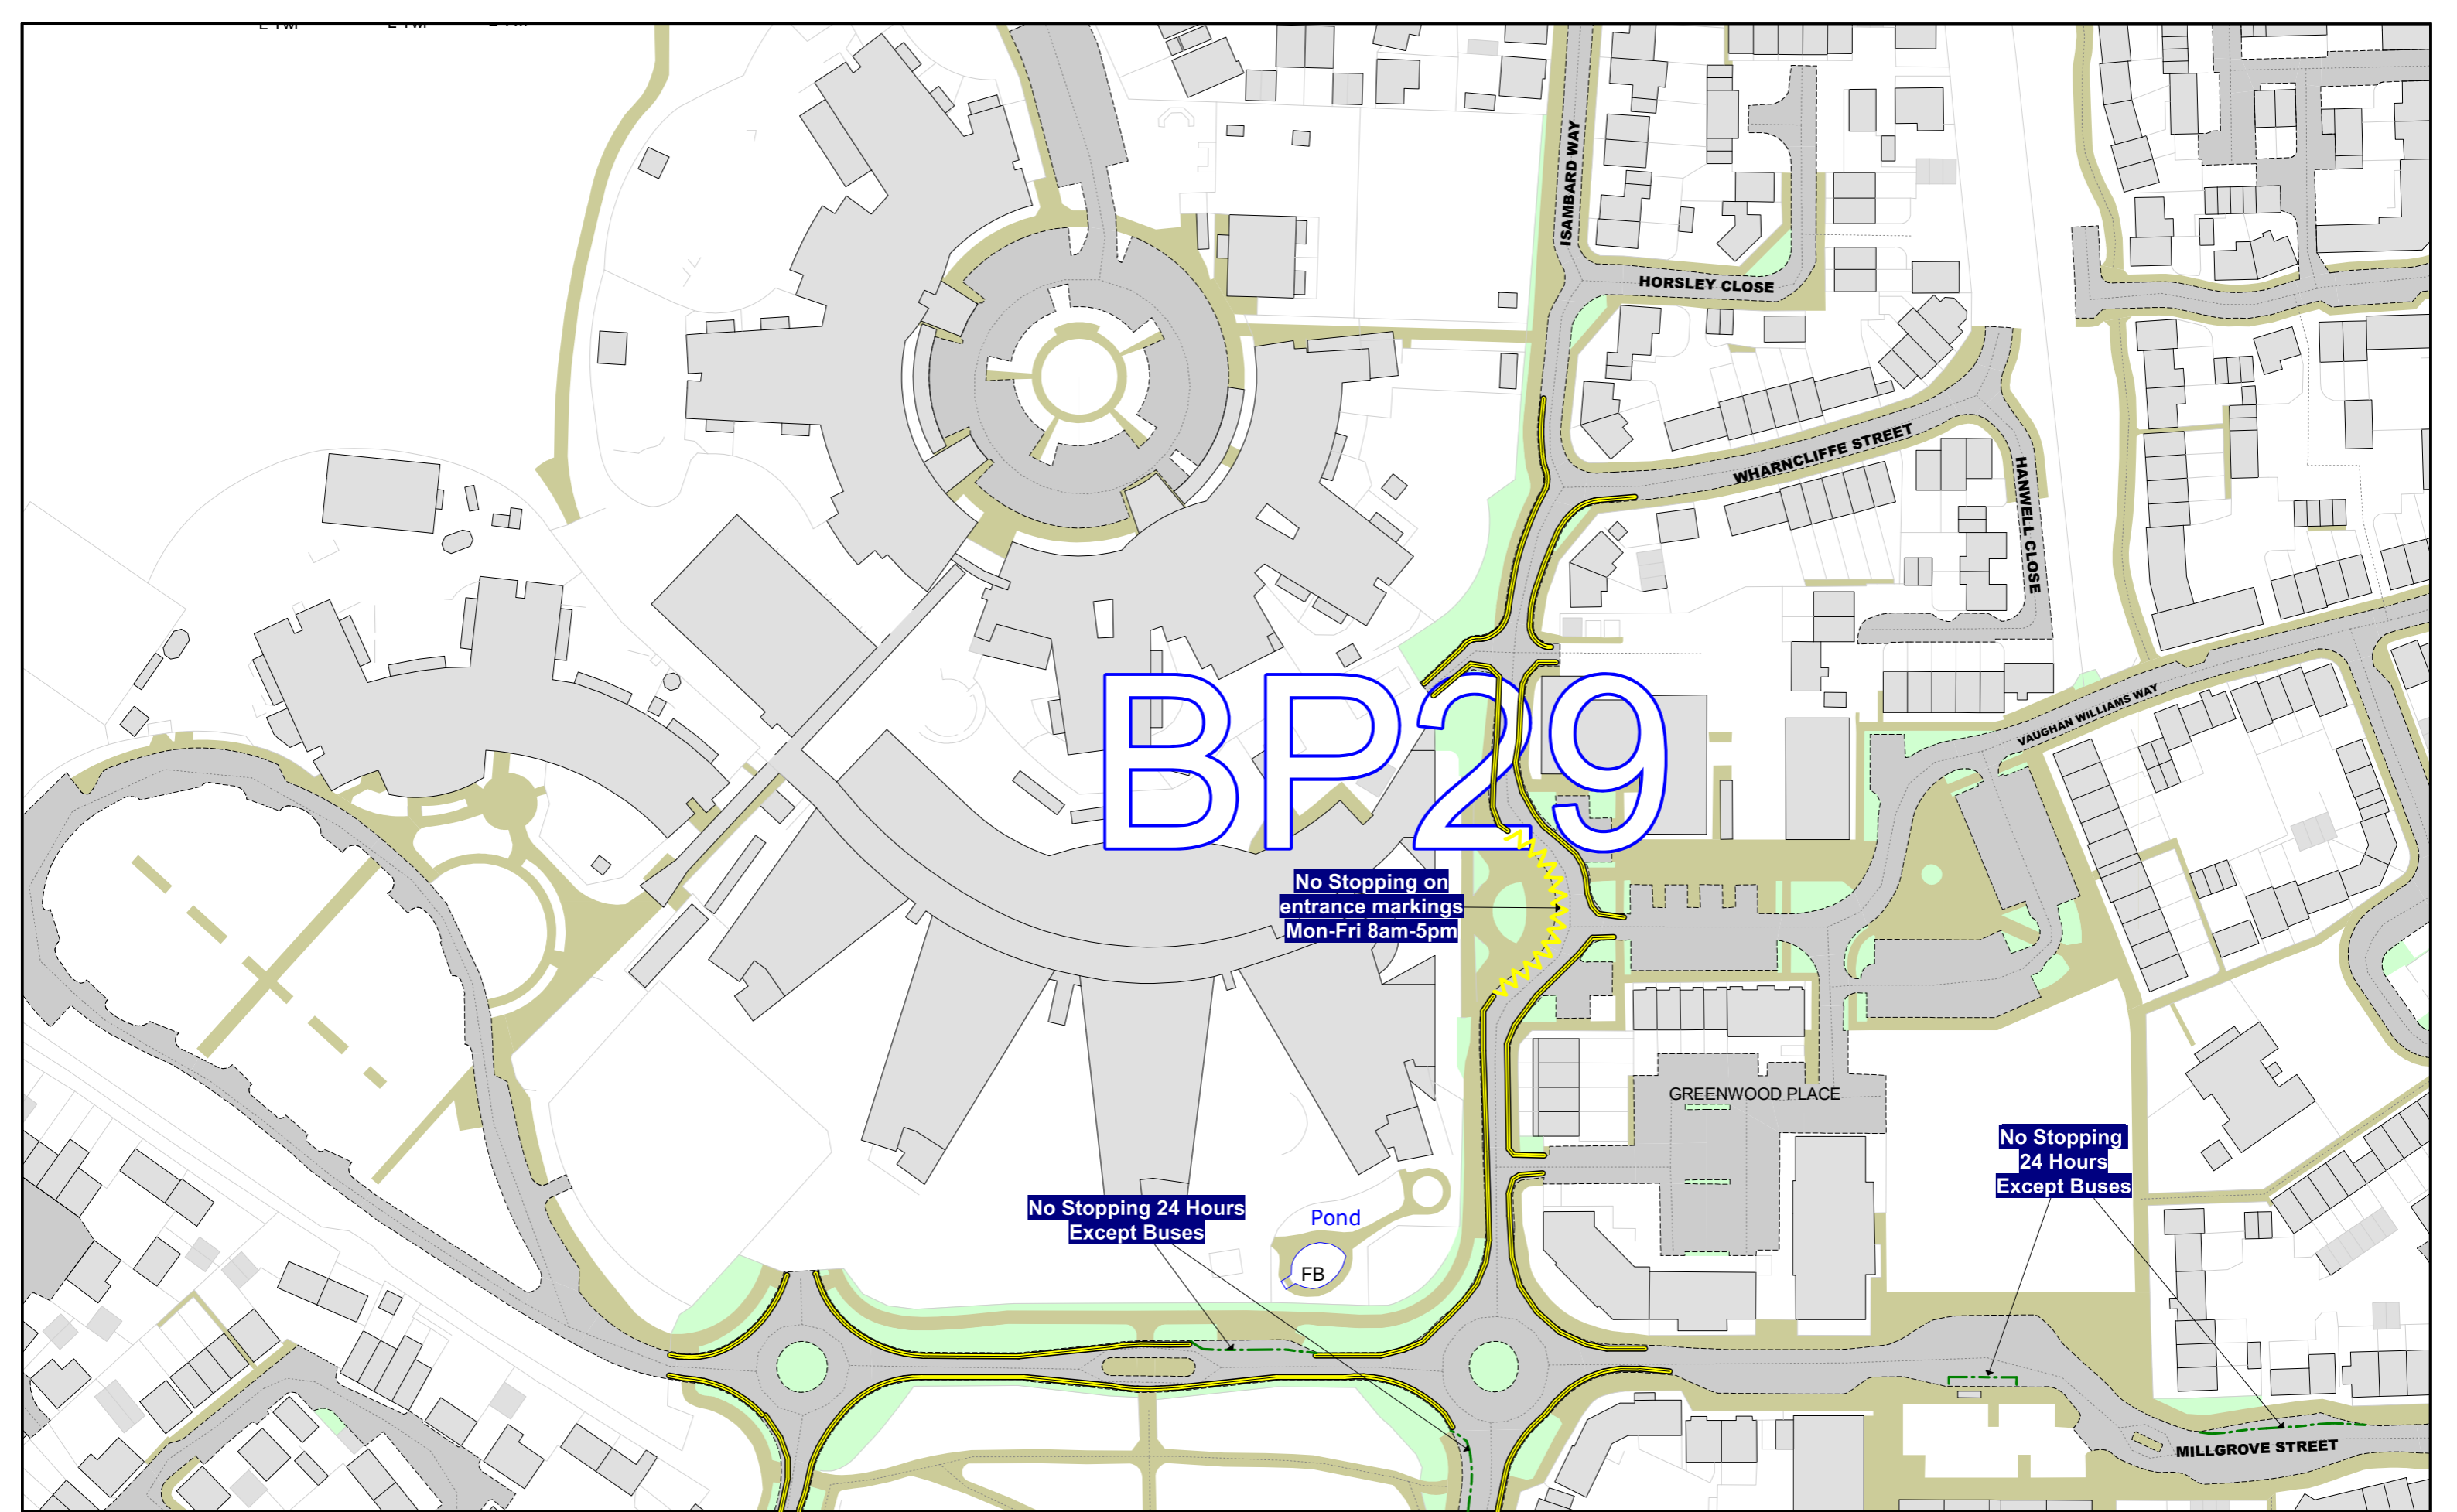 ISAMBARD WAY
HORSLEY CLOSE
WHARNCLIFFE STREET
HANWELL CLOSE
VAUGHAN WILLIAMS WAY
BP29
No Stopping on
entrance markings
Mon-Fri 8am-5pm
GREENWOOD PLACE
No Stopping
24 Hours
Except Buses
No Stopping 24 Hours
Except Buses
Pond
FB
MILLGROVE STREET